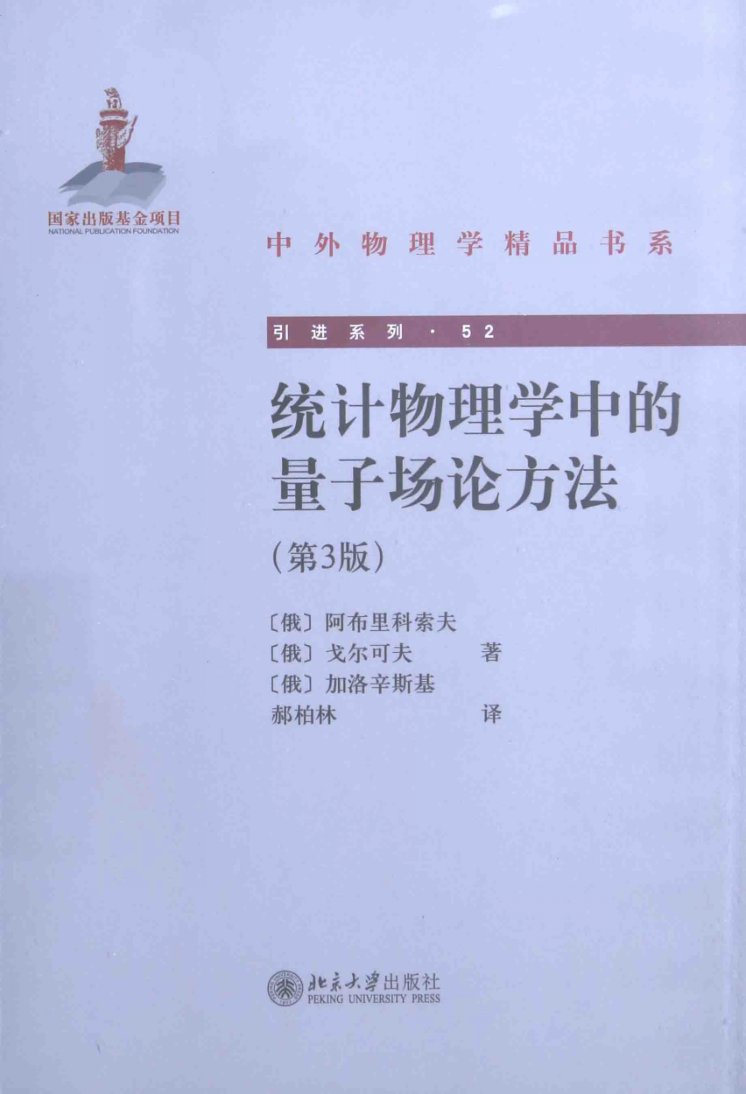 国家出版基金项目
NATIONAL PUBLICATION FOUNDATION
中外物理学精品书系
引进系列·52
统计物理学中的
量子场论方法
(第3版)
〔俄〕阿布里科索夫
〔俄〕戈尔可夫 著
〔俄〕加洛辛斯基
郝柏林 译
北京大学出版社
PEKING UNIVERSITY PRESS